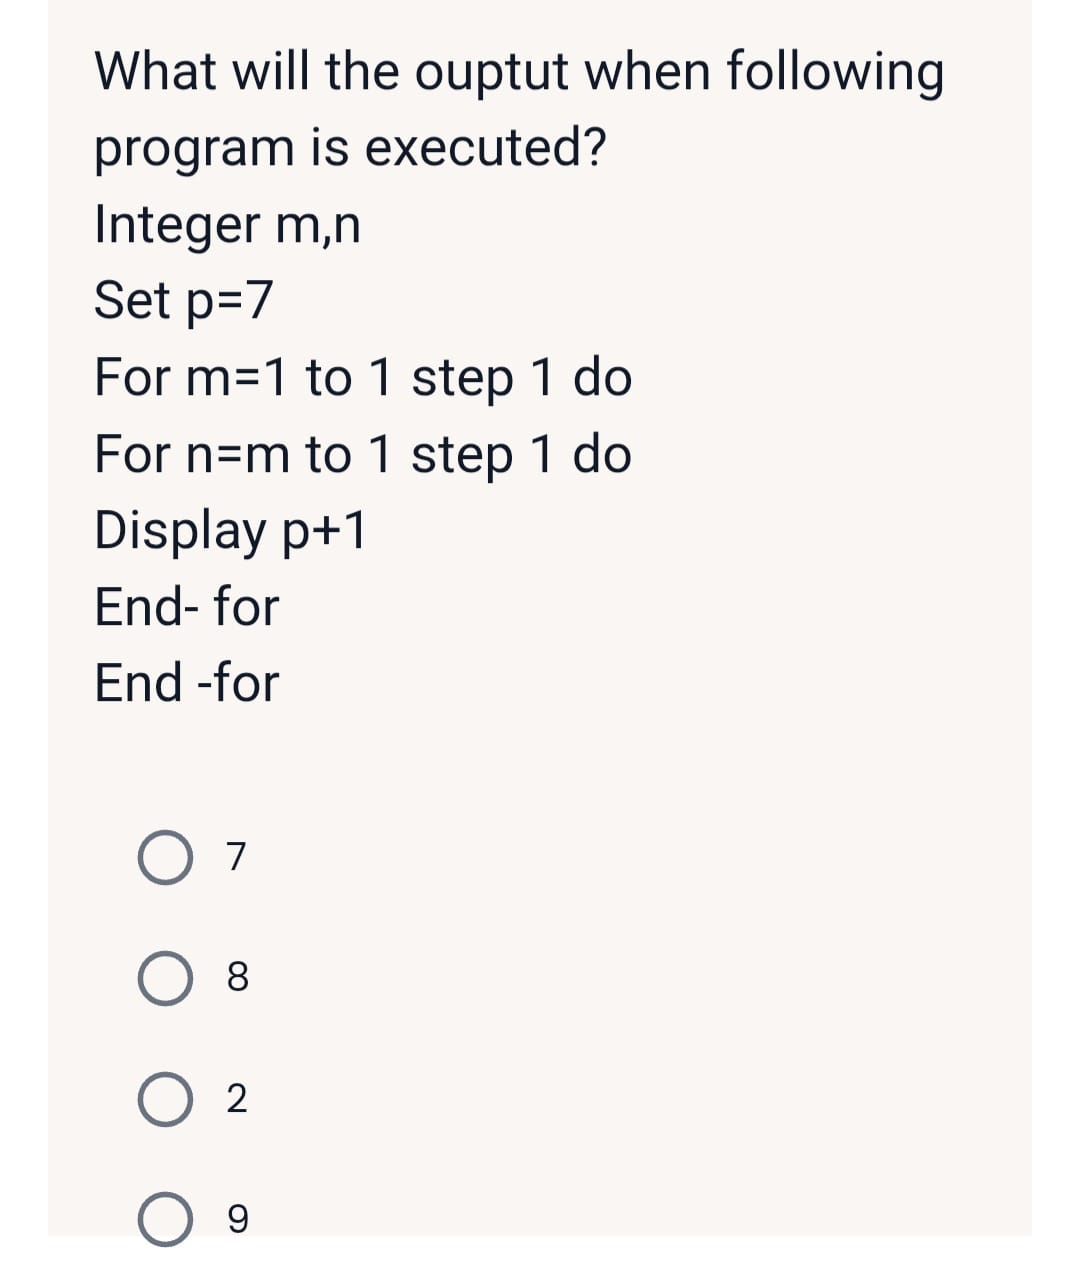 What will the ouptut when following
program is executed?
Integer m,n
Set p=7
For m=1 to 1 step 1 do
For n=m to 1 step 1 do
Display p+1
End- for
End -for
7
8
2
9